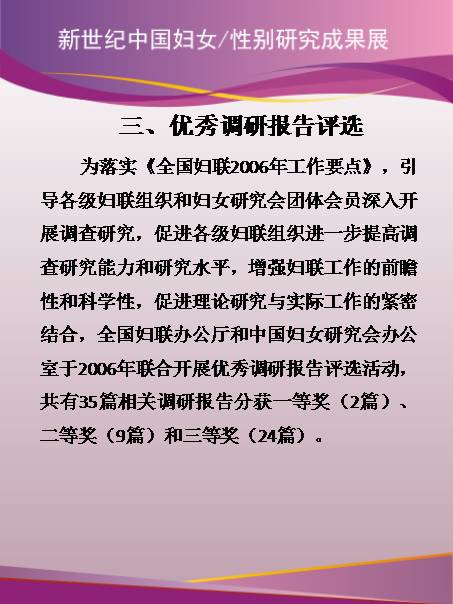 新世纪中国妇女/性别研究成果展
三、优秀调研报告评选
为落实《全国妇联2006年工作要点》，引
导各级妇联组织和妇女研究会团体会员深入开
展调查研究，促进各级妇联组织进一步提高调
查研究能力和研究水平，增强妇联工作的前瞻
性和科学性，促进理论研究与实际工作的紧密
结合，全国妇联办公厅和中国妇女研究会办公
室于2006年联合开展优秀调研报告评选活动，
共有35篇相关调研报告分获一等奖（2篇）、
二等奖（9篇）和三等奖（24篇）。